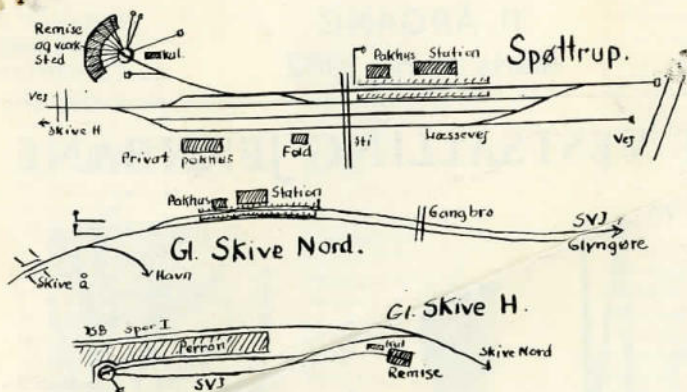 Remise
og værk-
sted
kul.
Pakhus Station
Spøttrup.
Vej
Skive H
Privat pakhus
Fold
Sti
Læssevej
Vej
Pakhus Station
Gangbro
SVJ
Glyngøre
Gl. Skive Nord.
Skive å
Havn
Gl. Skive H.
DSB Spor I
Perron
kul
Remise
Skive Nord
SVJ